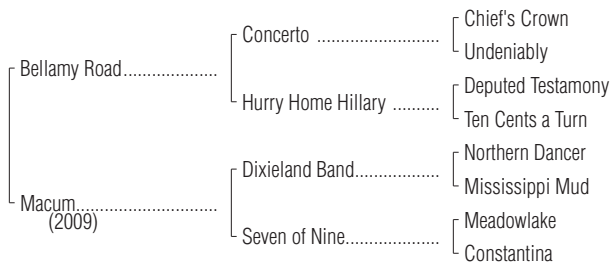 Chief's Crown
Concerto ........................
Undeniably
Bellamy Road...................
Deputed Testamony
Hurry Home Hillary ..........
Ten Cents a Turn
Northern Dancer
Dixieland Band.................
Mississippi Mud
Macum.............................
(2009)
Meadowlake
Seven of Nine...................
Constantina